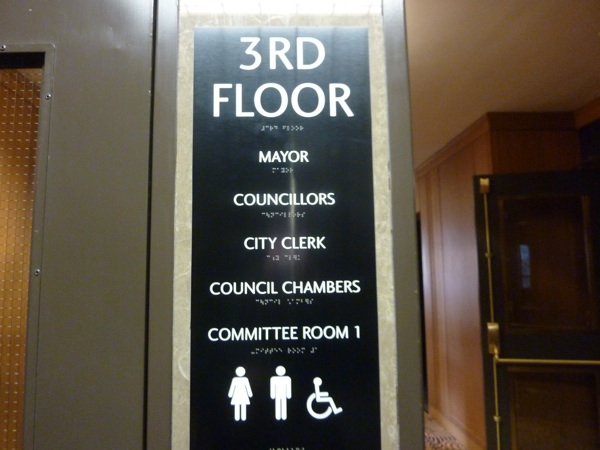 3RD
FLOOR
MAYOR
COUNCILLORS
CITY CLERK
COUNCIL CHAMBERS
COMMITTEE ROOM 1